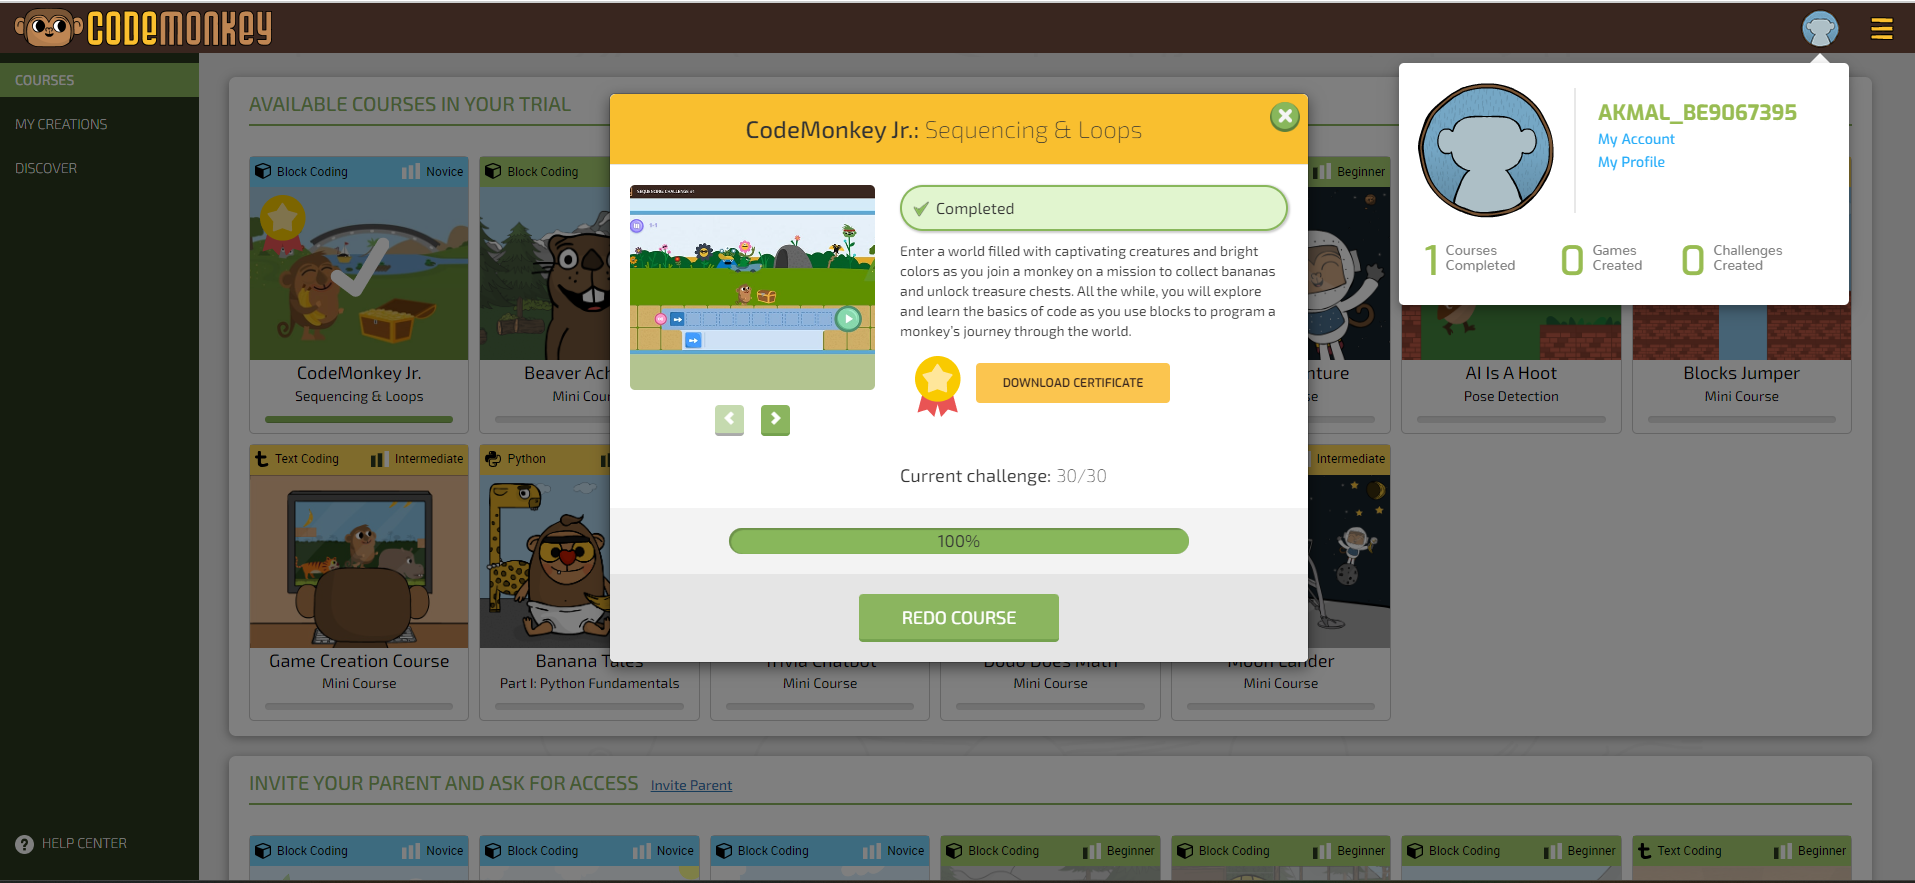 CODEMONKEY
COURSES
MY CREATIONS
DISCOVER
HELP CENTER
AKMAL_BE9067395
My Account
My Profile
1 Courses Completed
0 Games Created
0 Challenges Created
AVAILABLE COURSES IN YOUR TRIAL
Block Coding Novice
CodeMonkey Jr.
Sequencing & Loops
Block Coding
Beaver Ach
Mini Cou
Beginner
nture
se
AI Is A Hoot
Pose Detection
Blocks Jumper
Mini Course
Text Coding Intermediate
Game Creation Course
Mini Course
Python
Banana Tales
Part I: Python Fundamentals
Trivia Chatbot
Mini Course
Dodo Does Math
Mini Course
Intermediate
Moon Lander
Mini Course
CodeMonkey Jr.: Sequencing & Loops
SEQUENCING CHALLENGE #1
1-1
Completed
Enter a world filled with captivating creatures and bright
colors as you join a monkey on a mission to collect bananas
and unlock treasure chests. All the while, you will explore
and learn the basics of code as you use blocks to program a
monkey's journey through the world.
DOWNLOAD CERTIFICATE
Current challenge: 30/30
100%
REDO COURSE
INVITE YOUR PARENT AND ASK FOR ACCESS Invite Parent
Block Coding Novice
Block Coding Novice
Block Coding Novice
Block Coding Beginner
Block Coding Beginner
Block Coding Beginner
Text Coding Beginner